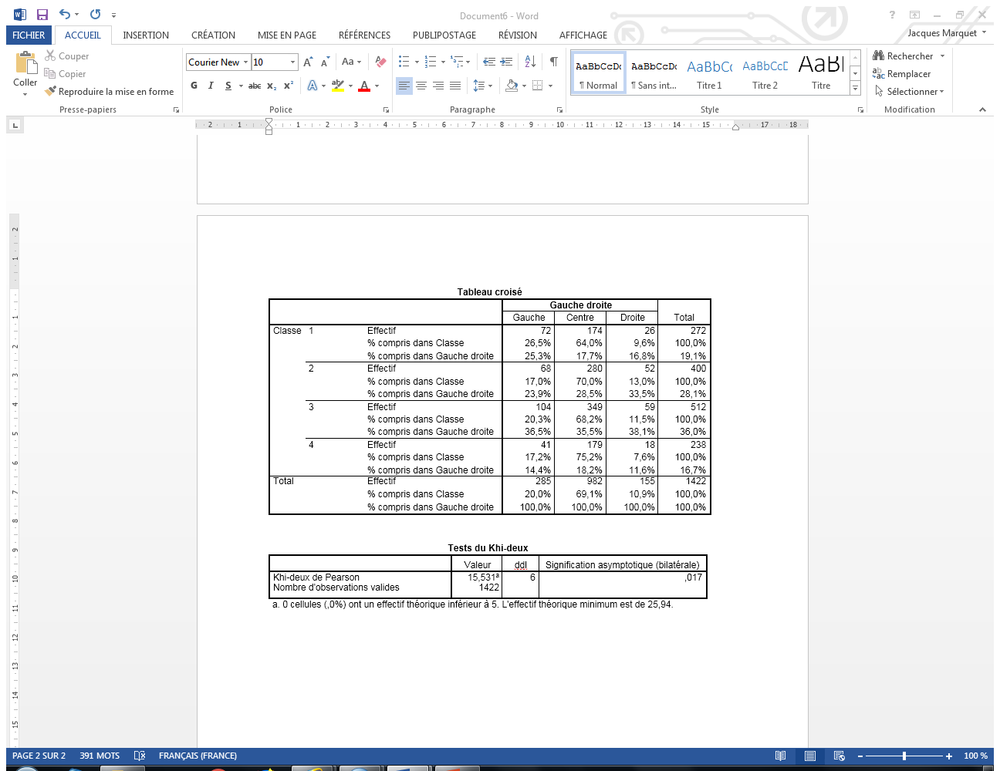 Document6 - Word
?
FICHIER ACCUEIL INSERTION CRÉATION MISE EN PAGE RÉFÉRENCES PUBLIPOSTAGE RÉVISION AFFICHAGE Jacques Marquet
Coller
Couper
Copier
Reproduire la mise en forme
Presse-papiers
Courier New 10
Aa
G I S abc x₂ x²
Police
Paragraphe
AaBbCcDc AaBbCcDc AaBbCc AaBbCcD AaBb
¶ Normal ¶ Sans int... Titre 1 Titre 2 Titre
Style
Rechercher
Remplacer
Sélectionner
Modification
2 1 1 2 3 4 5 6 7 8 9 10 11 12 13 14 15 17 18
2 1 1 2 3 4 5 6 7 8 9 10 11 12 13 14 15
Tableau croisé
Gauche droite
Gauche Centre Droite Total
Classe 1 Effectif 72 174 26 272
% compris dans Classe 26,5% 64,0% 9,6% 100,0%
% compris dans Gauche droite 25,3% 17,7% 16,8% 19,1%
2 Effectif 68 280 52 400
% compris dans Classe 17,0% 70,0% 13,0% 100,0%
% compris dans Gauche droite 23,9% 28,5% 33,5% 28,1%
3 Effectif 104 349 59 512
% compris dans Classe 20,3% 68,2% 11,5% 100,0%
% compris dans Gauche droite 36,5% 35,5% 38,1% 36,0%
4 Effectif 41 179 18 238
% compris dans Classe 17,2% 75,2% 7,6% 100,0%
% compris dans Gauche droite 14,4% 18,2% 11,6% 16,7%
Total Effectif 285 982 155 1422
% compris dans Classe 20,0% 69,1% 10,9% 100,0%
% compris dans Gauche droite 100,0% 100,0% 100,0% 100,0%
Tests du Khi-deux
Valeur ddl Signification asymptotique (bilatérale)
Khi-deux de Pearson 15,531ª 6 ,017
Nombre d'observations valides 1422
a. 0 cellules (,0%) ont un effectif théorique inférieur à 5. L'effectif théorique minimum est de 25,94.
PAGE 2 SUR 2 391 MOTS FRANÇAIS (FRANCE) 100 %